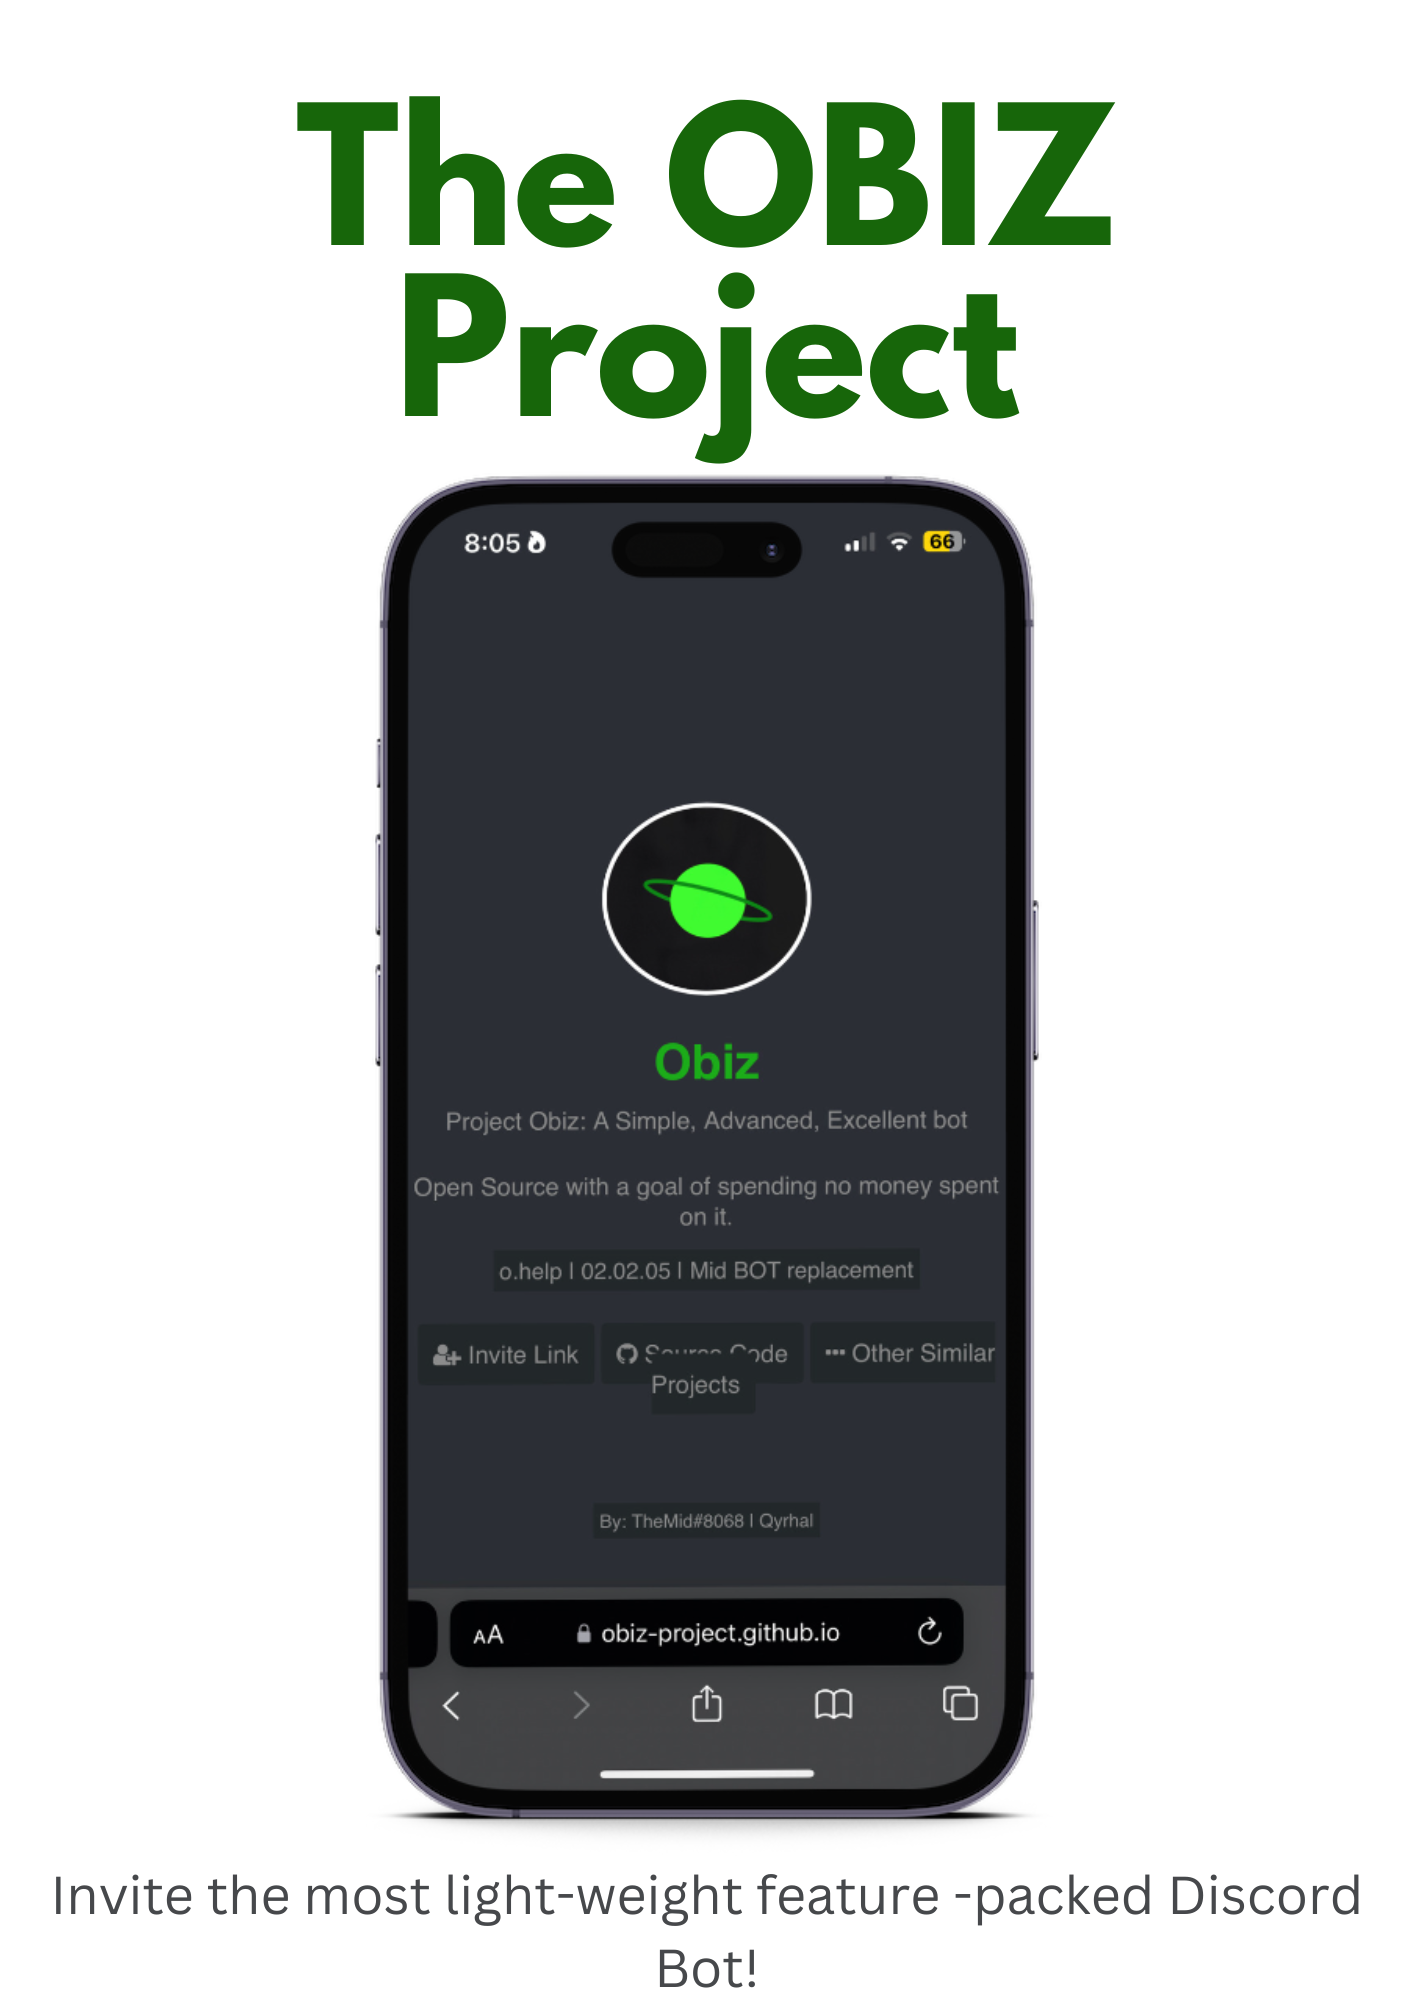 The OBIZ
Project
8:05
66
Obiz
Project Obiz: A Simple, Advanced, Excellent bot
Open Source with a goal of spending no money spent
on it.
o.help | 02.02.05 | Mid BOT replacement
Invite Link Source Code ··· Other Similar
Projects
By: TheMid#8068 | Qyrhal
AA obiz-project.github.io
Invite the most light-weight feature -packed Discord
Bot!